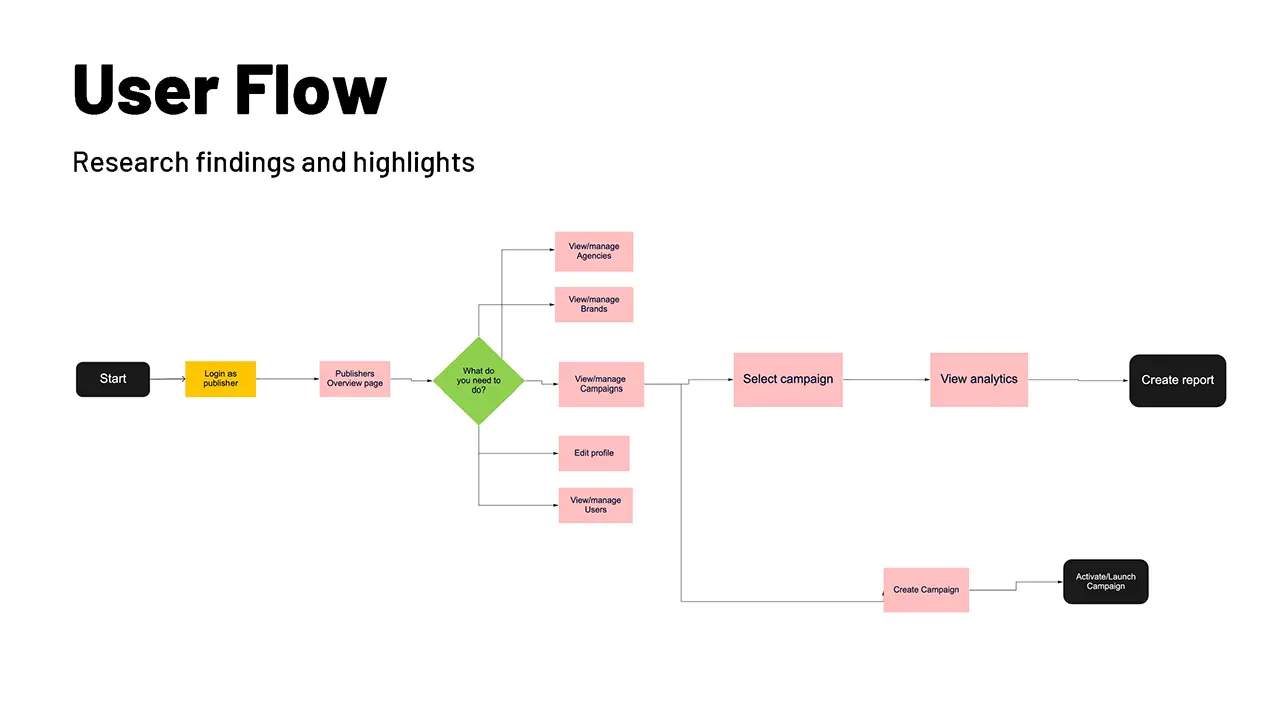 User Flow
Research findings and highlights
View/manage
Agencies
View/manage
Brands
Start
Login as
publisher
Publishers
Overview page
What do
you need to
do?
View/manage
Campaigns
Select campaign
View analytics
Create report
Edit profile
View/manage
Users
Create Campaign
Activate/Launch
Campaign